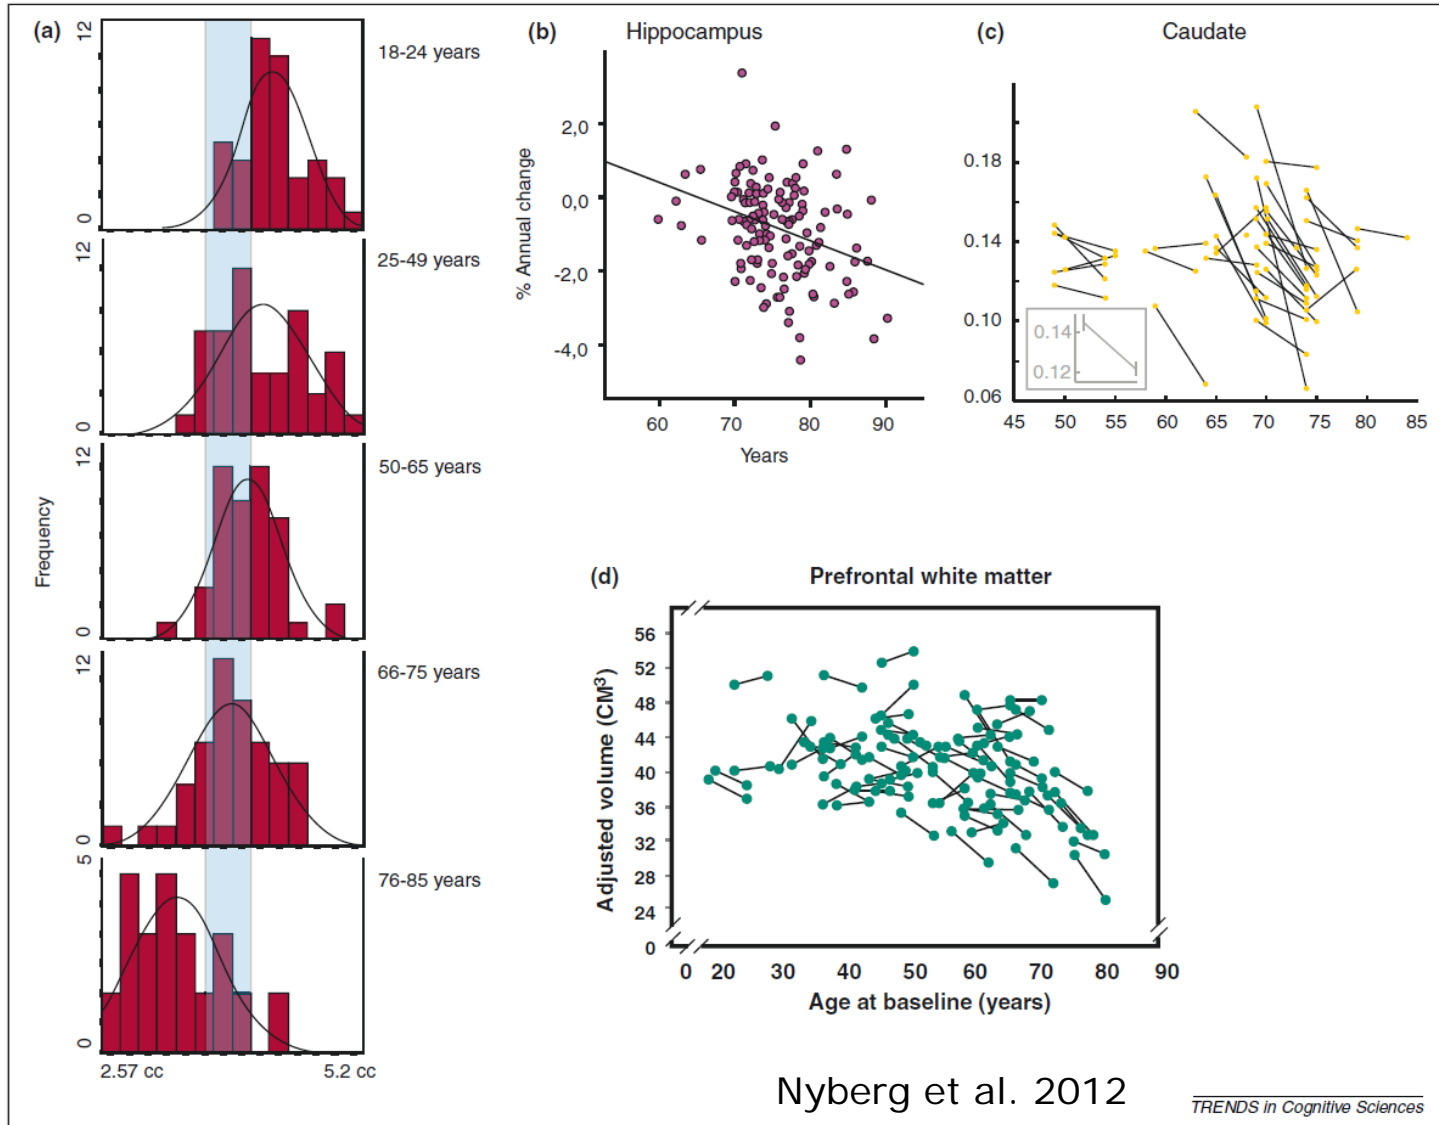 (a)
12
0
18-24 years
12
0
25-49 years
12
0
50-65 years
Frequency
12
0
66-75 years
5
0
76-85 years
2.57 cc 5.2 cc
(b) Hippocampus
% Annual change
2,0
0,0
-2,0
-4,0
60 70 80 90
Years
(c) Caudate
0.18
0.14
0.10
0.06
0.14
0.12
45 50 55 60 65 70 75 80 85
(d) Prefrontal white matter
Adjusted volume (CM³)
56
52
48
44
40
36
32
28
24
0
0 20 30 40 50 60 70 80 90
Age at baseline (years)
Nyberg et al. 2012
TRENDS in Cognitive Sciences